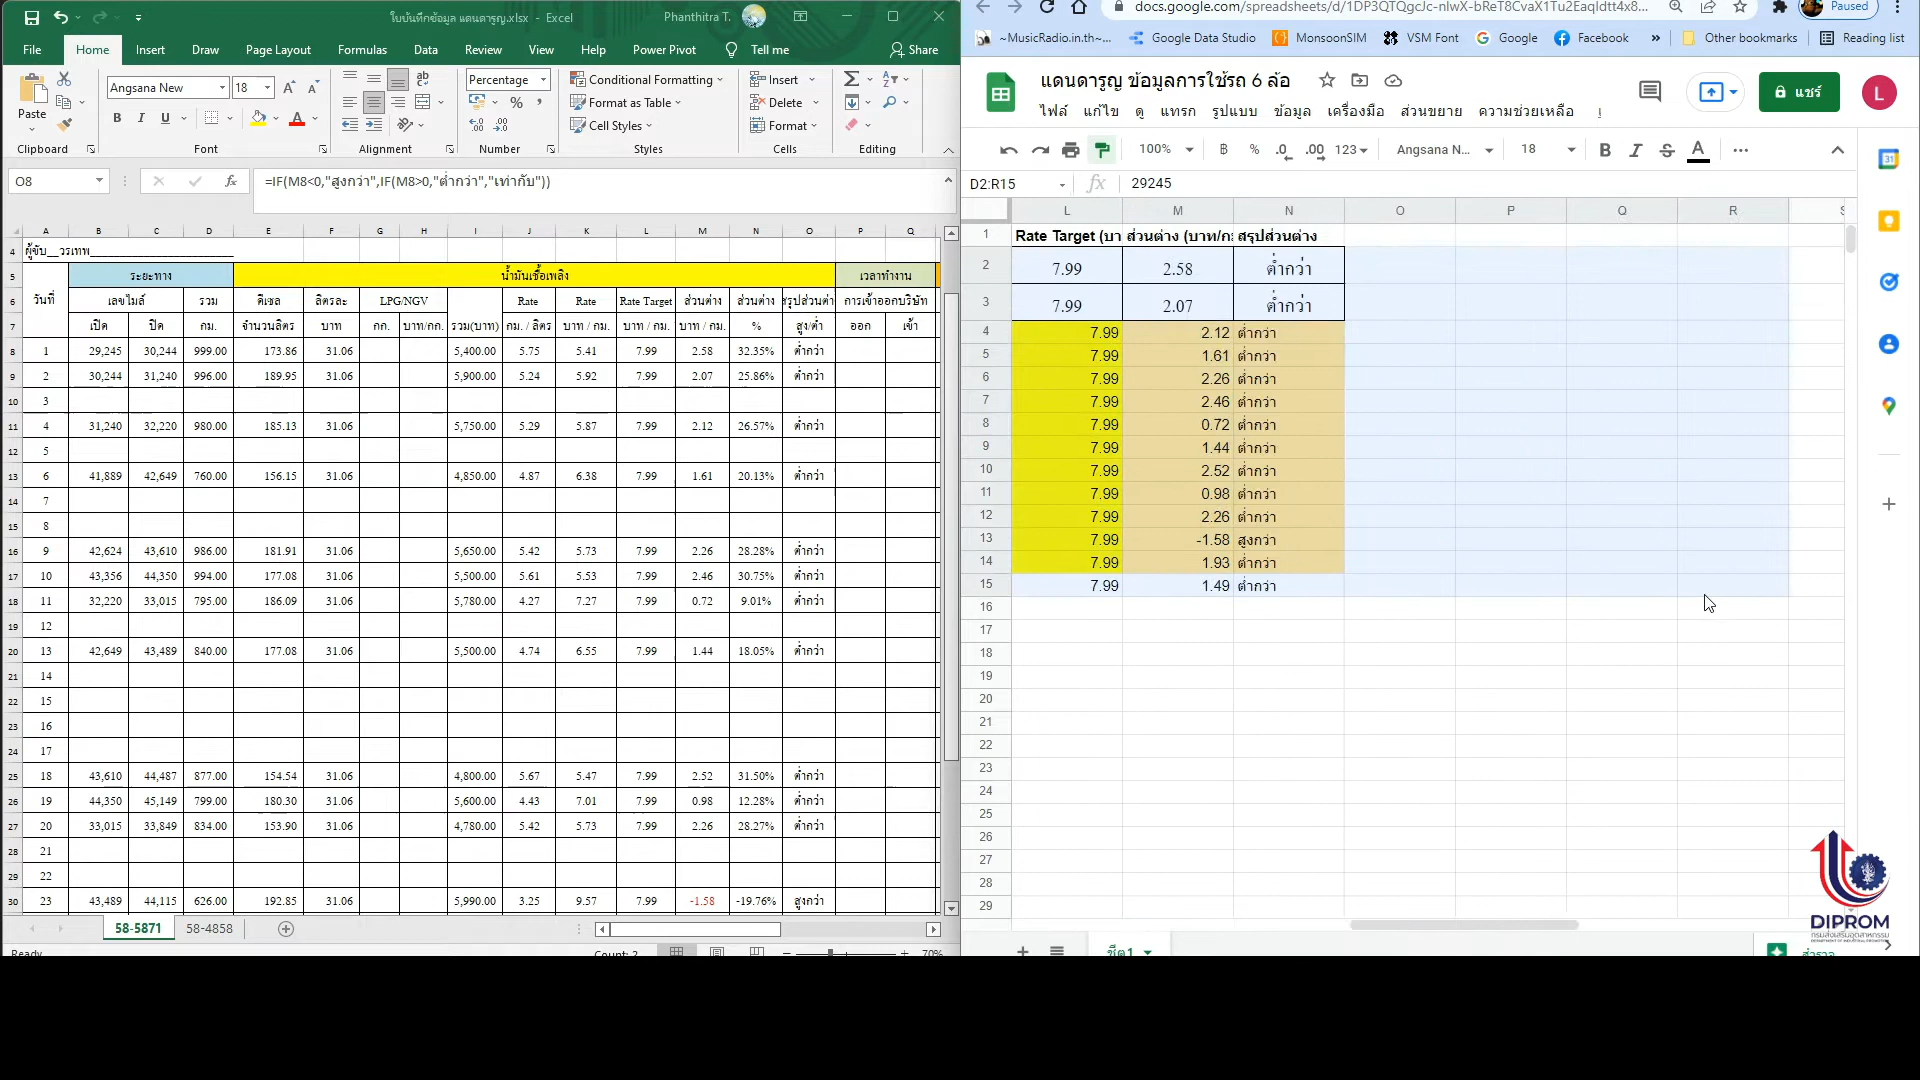 ใบบันทึกข้อมูล แดนดารูญ.xlsx - Excel
Phanthitra T.
File Home Insert Draw Page Layout Formulas Data Review View Help Power Pivot Tell me Share
Paste
Angsana New 18
B I U
Percentage
Conditional Formatting
Format as Table
Cell Styles
Insert
Delete
Format
Clipboard Font Alignment Number Styles Cells Editing
O8 fx =IF(M8<0,"สูงกว่า",IF(M8>0,"ต่ำกว่า","เท่ากับ"))
A B C D E F G H I J K L M N O P Q
4 ผู้ขับ__วรเทพ
5 วันที่ ระยะทาง น้ำมันเชื้อเพลิง เวลาทำงาน
6 เลขไมล์ รวม ดีเซล ลิตรละ LPG/NGV Rate Rate Rate Target ส่วนต่าง ส่วนต่าง สรุปส่วนต่าง การเข้าออกบริษัท
7 เปิด ปิด กม. จำนวนลิตร บาท กก. บาท/กก. รวม(บาท) กม. / ลิตร บาท / กม. บาท / กม. บาท / กม. % สูง/ต่ำ ออก เข้า
8 1 29,245 30,244 999.00 173.86 31.06 5,400.00 5.75 5.41 7.99 2.58 32.35% ต่ำกว่า
9 2 30,244 31,240 996.00 189.95 31.06 5,900.00 5.24 5.92 7.99 2.07 25.86% ต่ำกว่า
10 3
11 4 31,240 32,220 980.00 185.13 31.06 5,750.00 5.29 5.87 7.99 2.12 26.57% ต่ำกว่า
12 5
13 6 41,889 42,649 760.00 156.15 31.06 4,850.00 4.87 6.38 7.99 1.61 20.13% ต่ำกว่า
14 7
15 8
16 9 42,624 43,610 986.00 181.91 31.06 5,650.00 5.42 5.73 7.99 2.26 28.28% ต่ำกว่า
17 10 43,356 44,350 994.00 177.08 31.06 5,500.00 5.61 5.53 7.99 2.46 30.75% ต่ำกว่า
18 11 32,220 33,015 795.00 186.09 31.06 5,780.00 4.27 7.27 7.99 0.72 9.01% ต่ำกว่า
19 12
20 13 42,649 43,489 840.00 177.08 31.06 5,500.00 4.74 6.55 7.99 1.44 18.05% ต่ำกว่า
21 14
22 15
23 16
24 17
25 18 43,610 44,487 877.00 154.54 31.06 4,800.00 5.67 5.47 7.99 2.52 31.50% ต่ำกว่า
26 19 44,350 45,149 799.00 180.30 31.06 5,600.00 4.43 7.01 7.99 0.98 12.28% ต่ำกว่า
27 20 33,015 33,849 834.00 153.90 31.06 4,780.00 5.42 5.73 7.99 2.26 28.27% ต่ำกว่า
28 21
29 22
30 23 43,489 44,115 626.00 192.85 31.06 5,990.00 3.25 9.57 7.99 -1.58 -19.76% สูงกว่า
58-5871 58-4858
Ready Count: 2 70%
docs.google.com/spreadsheets/d/1DP3QTQgcJc-nIwX-bReT8CvaX1Tu2EaqIdtt4x8... Paused
~MusicRadio.in.th~... Google Data Studio MonsoonSIM VSM Font Google Facebook » Other bookmarks Reading list
แดนดารูญ ข้อมูลการใช้รถ 6 ล้อ
แชร์
L
ไฟล์ แก้ไข ดู แทรก รูปแบบ ข้อมูล เครื่องมือ ส่วนขยาย ความช่วยเหลือ
100% ฿ % .0 .00 123 Angsana N... 18 B I S A
D2:R15 fx 29245
L M N O P Q R
1 Rate Target (บา ส่วนต่าง (บาท/กม สรุปส่วนต่าง
2 7.99 2.58 ต่ำกว่า
3 7.99 2.07 ต่ำกว่า
4 7.99 2.12 ต่ำกว่า
5 7.99 1.61 ต่ำกว่า
6 7.99 2.26 ต่ำกว่า
7 7.99 2.46 ต่ำกว่า
8 7.99 0.72 ต่ำกว่า
9 7.99 1.44 ต่ำกว่า
10 7.99 2.52 ต่ำกว่า
11 7.99 0.98 ต่ำกว่า
12 7.99 2.26 ต่ำกว่า
13 7.99 -1.58 สูงกว่า
14 7.99 1.93 ต่ำกว่า
15 7.99 1.49 ต่ำกว่า
16
17
18
19
20
21
22
23
24
25
26
27
28
29
ชีต1
สำรวจ
DIPROM
กรมส่งเสริมอุตสาหกรรม
DEPARTMENT OF INDUSTRIAL PROMOTION